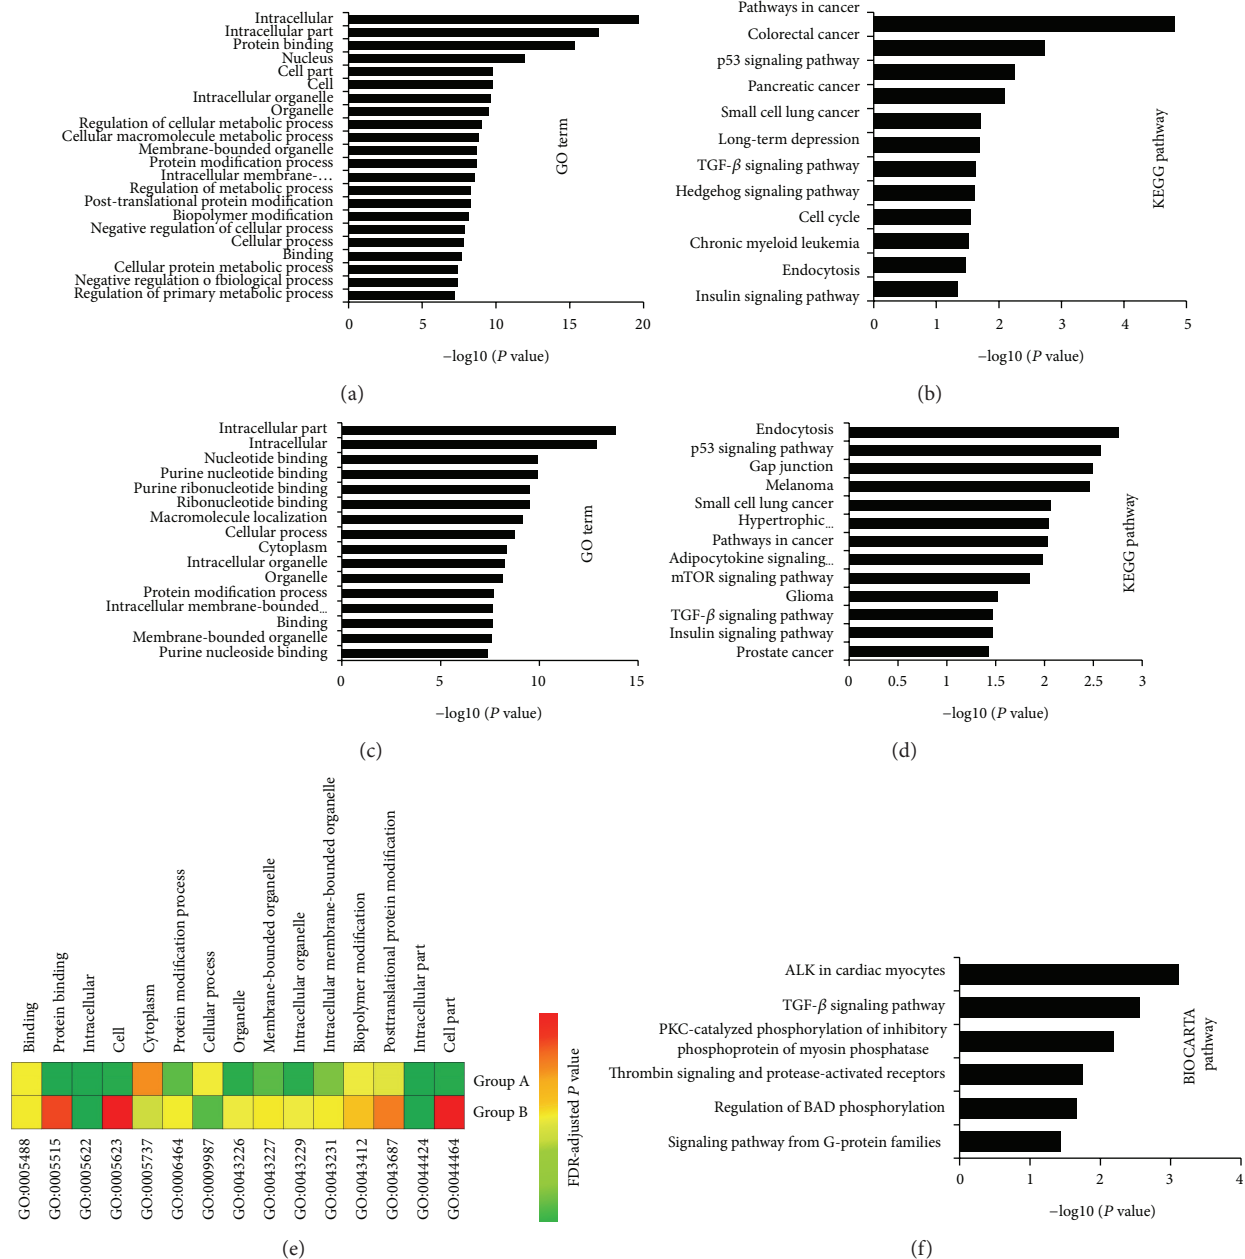 Intracellular
Intracellular part
Protein binding
Nucleus
Cell part
Cell
Intracellular organelle
Organelle
Regulation of cellular metabolic process
Cellular macromolecule metabolic process
Membrane-bounded organelle
Protein modification process
Intracellular membrane-…
Regulation of metabolic process
Post-translational protein modification
Biopolymer modification
Negative regulation of cellular process
Cellular process
Binding
Cellular protein metabolic process
Negative regulation o fbiological process
Regulation of primary metabolic process
GO term
0 5 10 15 20
−log10 (P value)
(a)
Pathways in cancer
Colorectal cancer
p53 signaling pathway
Pancreatic cancer
Small cell lung cancer
Long-term depression
TGF-β signaling pathway
Hedgehog signaling pathway
Cell cycle
Chronic myeloid leukemia
Endocytosis
Insulin signaling pathway
KEGG pathway
0 1 2 3 4 5
−log10 (P value)
(b)
Intracellular part
Intracellular
Nucleotide binding
Purine nucleotide binding
Purine ribonucleotide binding
Ribonucleotide binding
Macromolecule localization
Cellular process
Cytoplasm
Intracellular organelle
Organelle
Protein modification process
Intracellular membrane-bounded...
Binding
Membrane-bounded organelle
Purine nucleoside binding
GO term
0 5 10 15
−log10 (P value)
(c)
Endocytosis
p53 signaling pathway
Gap junction
Melanoma
Small cell lung cancer
Hypertrophic...
Pathways in cancer
Adipocytokine signaling...
mTOR signaling pathway
Glioma
TGF-β signaling pathway
Insulin signaling pathway
Prostate cancer
KEGG pathway
0 0.5 1 1.5 2 2.5 3
−log10 (P value)
(d)
Binding
Protein binding
Intracellular
Cell
Cytoplasm
Protein modification process
Cellular process
Organelle
Membrane-bounded organelle
Intracellular organelle
Intracellular membrane-bounded organelle
Biopolymer modification
Posttranslational protein modification
Intracellular part
Cell part
Group A
Group B
GO:0005488
GO:0005515
GO:0005622
GO:0005623
GO:0005737
GO:0006464
GO:0009987
GO:0043226
GO:0043227
GO:0043229
GO:0043231
GO:0043412
GO:0043687
GO:0044424
GO:0044464
FDR-adjusted P value
(e)
ALK in cardiac myocytes
TGF-β signaling pathway
PKC-catalyzed phosphorylation of inhibitory
phosphoprotein of myosin phosphatase
Thrombin signaling and protease-activated receptors
Regulation of BAD phosphorylation
Signaling pathway from G-protein families
BIOCARTA
pathway
0 1 2 3 4
−log10 (P value)
(f)